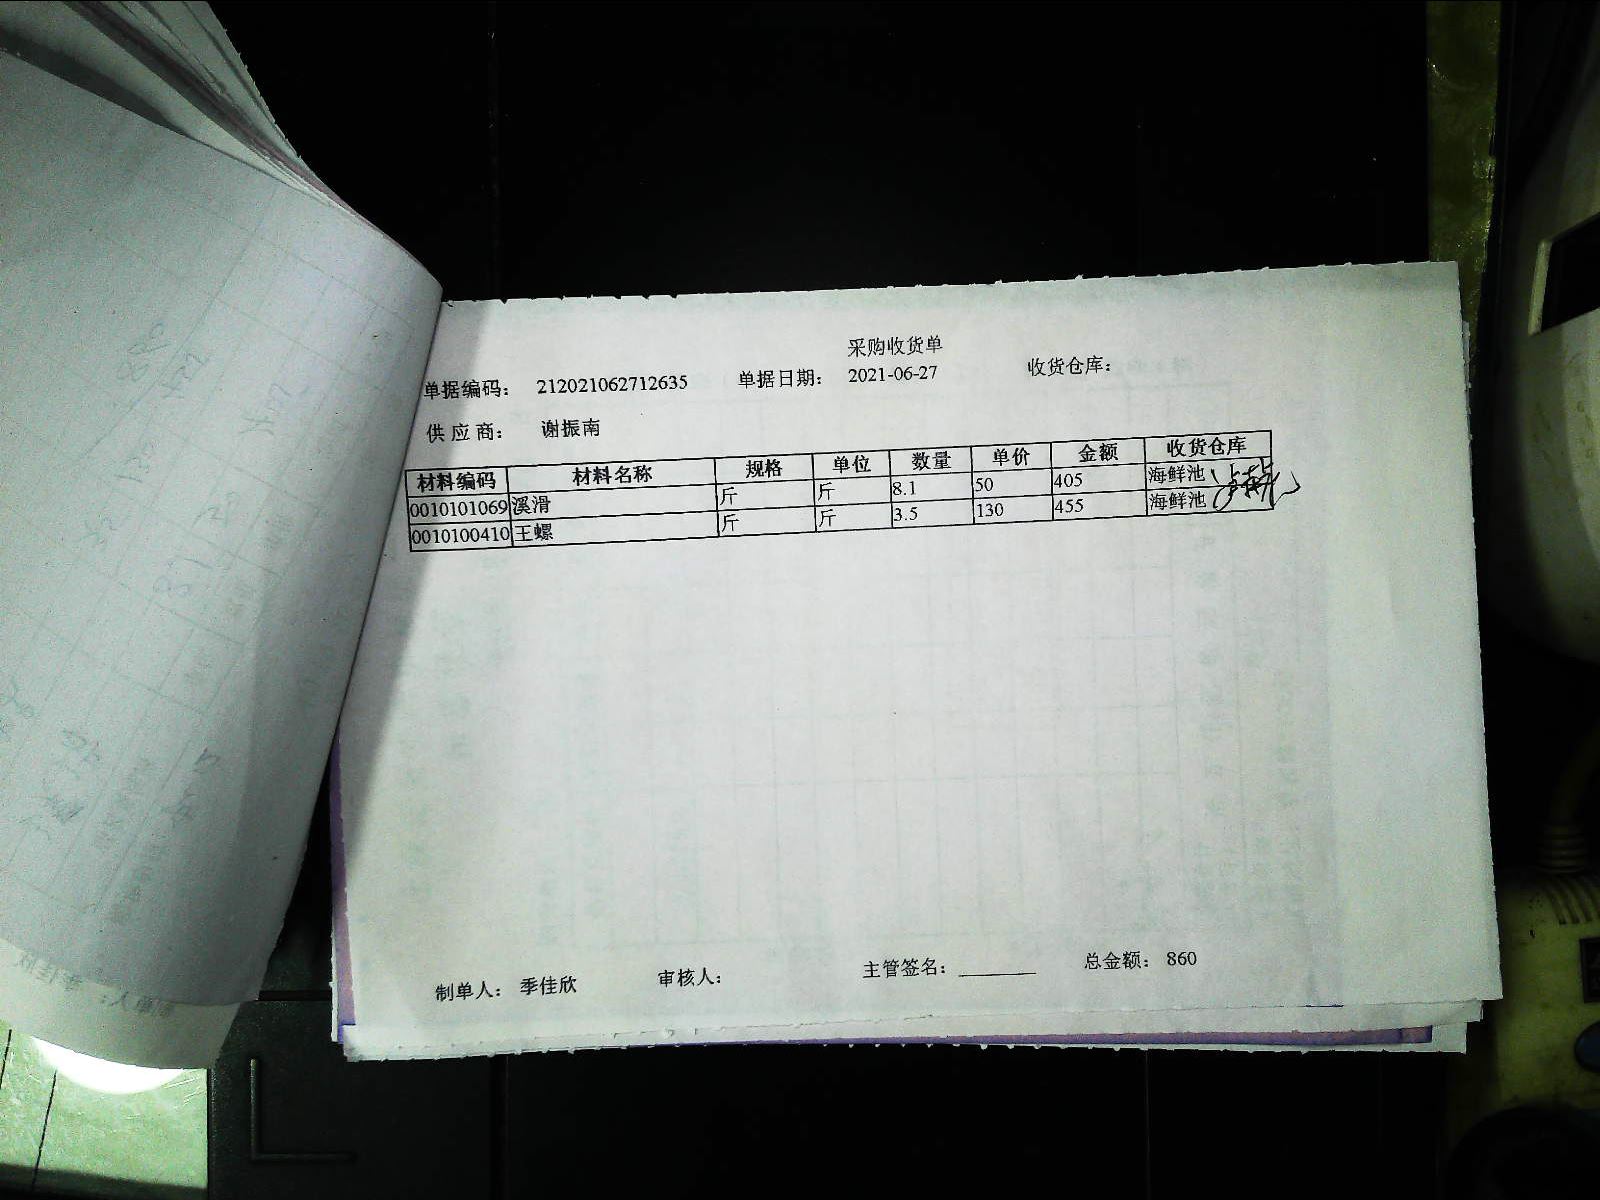 采购收货单
单据编码： 212021062712635 单据日期： 2021-06-27 收货仓库：
供 应 商： 谢振南
材料编码 材料名称 规格 单位 数量 单价 金额 收货仓库
0010101069 溪滑 斤 斤 8.1 50 405 海鲜池
0010100410 王螺 斤 斤 3.5 130 455 海鲜池
制单人： 季佳欣 审核人： 主管签名： 总金额： 860